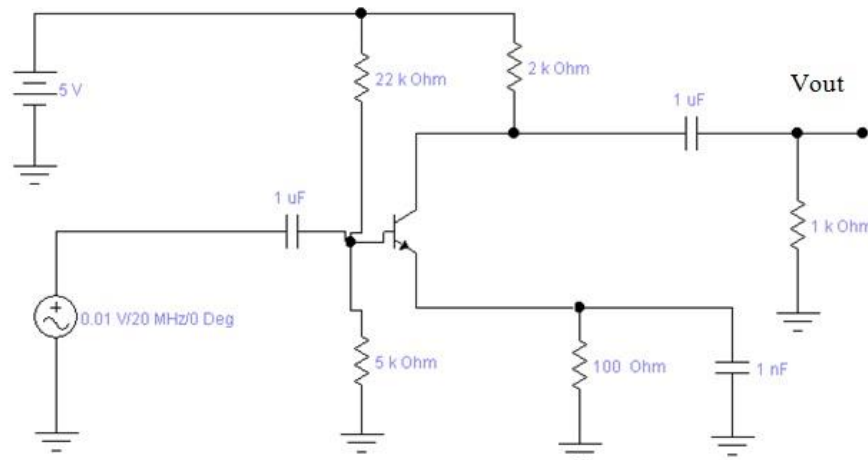 5 V
22 k Ohm
2 k Ohm
1 uF
Vout
1 uF
1 k Ohm
0.01 V/20 MHz/0 Deg
5 k Ohm
100 Ohm
1 nF